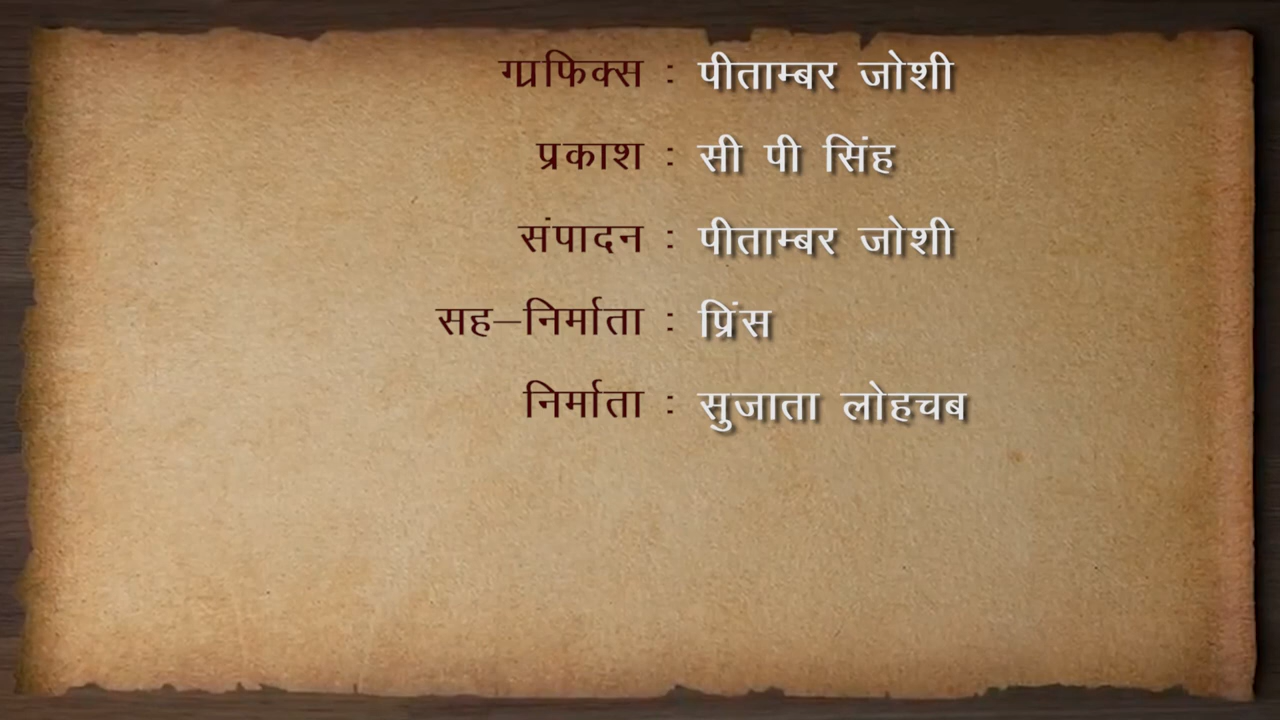 ग्राफिक्स : पीताम्बर जोशी
प्रकाश : सी पी सिंह
संपादन : पीताम्बर जोशी
सह–निर्माता : प्रिंस
निर्माता : सुजाता लोहचब